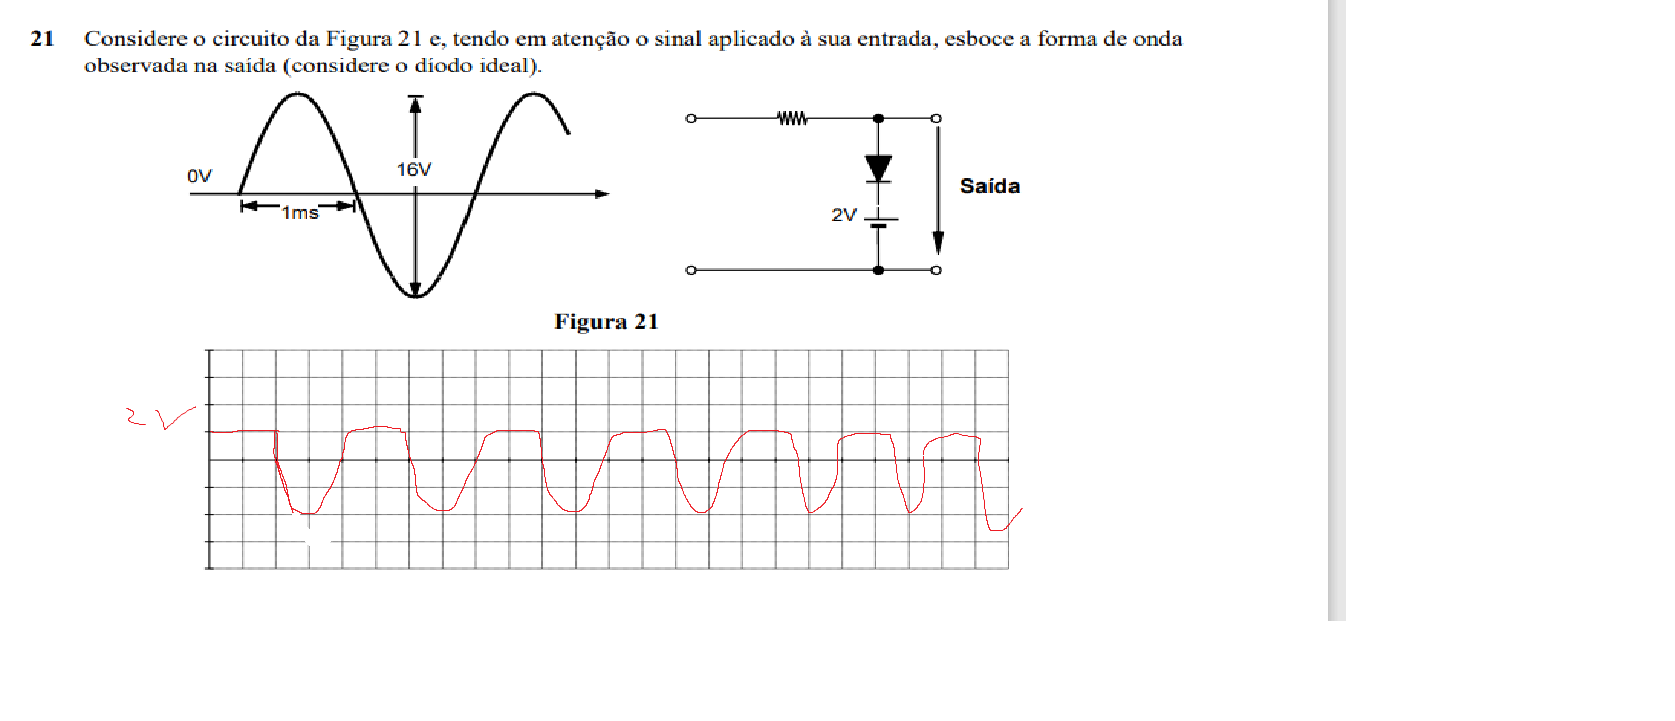 21 Considere o circuito da Figura 21 e, tendo em atenção o sinal aplicado à sua entrada, esboce a forma de onda
observada na saída (considere o díodo ideal).
0V
16V
1ms
2V
Saída
Figura 21
2V